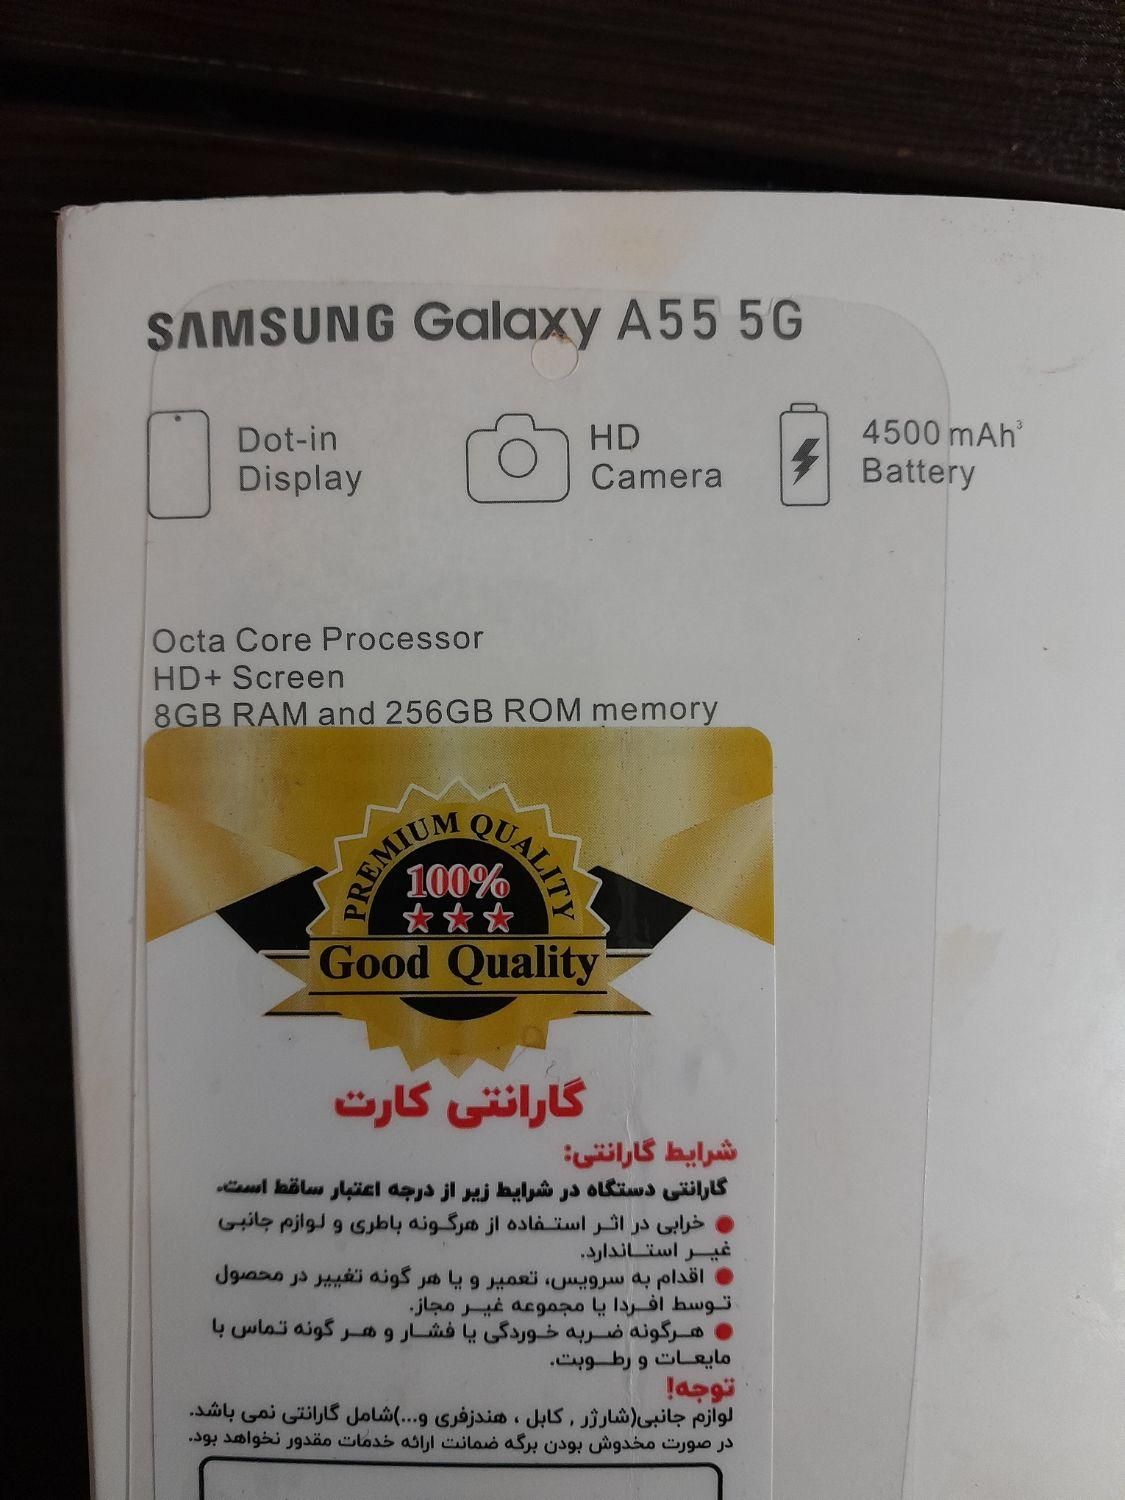 SAMSUNG Galaxy A55 5G
Dot-in
Display
HD
Camera
4500 mAh³
Battery
Octa Core Processor
HD+ Screen
8GB RAM and 256GB ROM memory
PREMIUM QUALITY
100%
Good Quality
گارانتی کارت
شرایط گارانتی:
گارانتی دستگاه در شرایط زیر از درجه اعتبار ساقط است.
● خرابی در اثر استفاده از هرگونه باطری و لوازم جانبی
غیر استاندارد.
● اقدام به سرویس، تعمیر و یا هر گونه تغییر در محصول
توسط افردا یا مجموعه غیر مجاز.
● هرگونه ضربه خوردگی یا فشار و هر گونه تماس با
مایعات و رطوبت.
توجه!
لوازم جانبی(شارژر , کابل ، هندزفری و...)شامل گارانتی نمی باشد.
در صورت مخدوش بودن برگه ضمانت ارائه خدمات مقدور نخواهد بود.